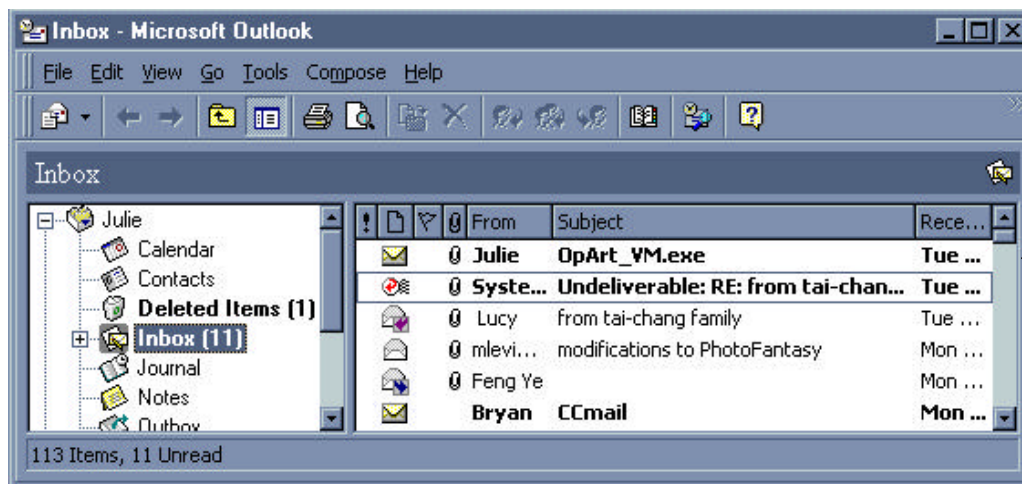 Inbox - Microsoft Outlook
File Edit View Go Tools Compose Help
Inbox
Julie
Calendar
Contacts
Deleted Items (1)
Inbox (11)
Journal
Notes
Outbox
From Subject Rece...
Julie OpArt_VM.exe Tue ...
Syste... Undeliverable: RE: from tai-chan... Tue ...
Lucy from tai-chang family Tue ...
mlevi... modifications to PhotoFantasy Mon ...
Feng Ye Mon ...
Bryan CCmail Mon ...
113 Items, 11 Unread